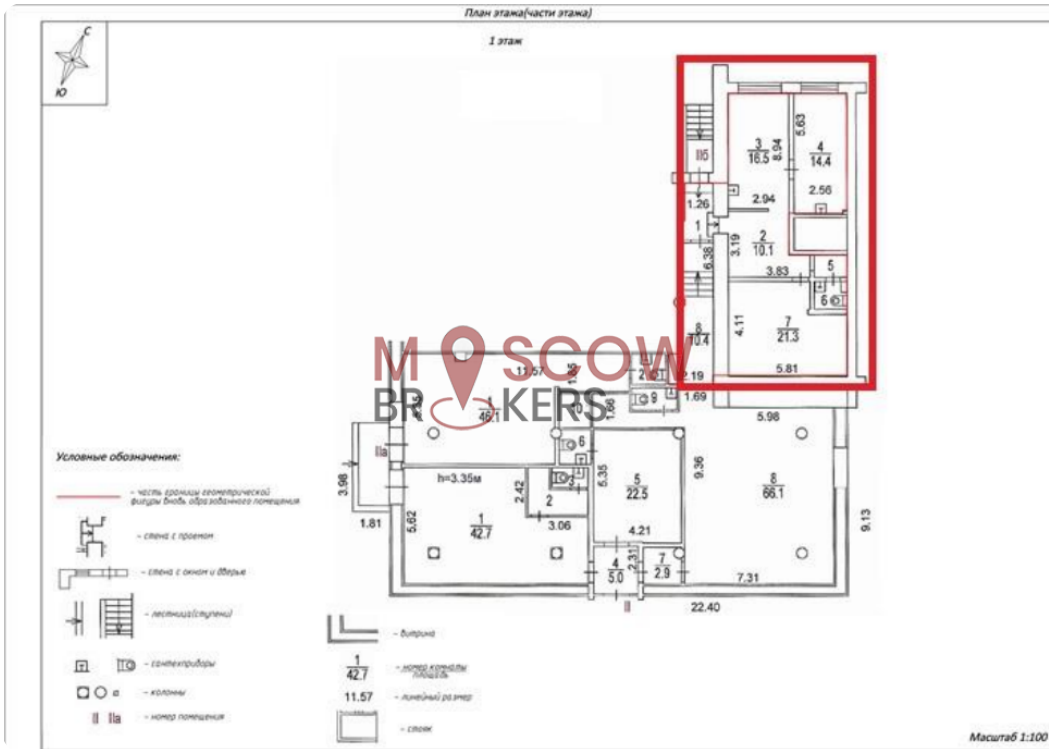 План этажа(части этажа)
1 этаж
С
Ю
IIб
3
16.5
8.94
5.63
4
14.4
2.56
2.94
1.26
1
6.38
3.19
2
10.1
3.83
5
6
4.11
7
21.3
5.81
8
10.4
2.19
1.69
5.98
MOSCOW
BROKERS
11.57
1.85
2
1.66
9
46.1
6
h=3.35м
2.42
2
3.06
5.62
1
42.7
3.98
1.81
5.35
5
22.5
4.21
9.36
8
66.1
9.13
4
5.0
2.31
7
2.9
7.31
22.40
II
Условные обозначения:
- часть границы геометрической
фигуры вновь образованного помещения
- стена с проемом
- стена с окном и дверью
- лестница(ступени)
- сантехприборы
- колонны
II IIа
- номер помещения
- витрина
1
42.7
- номер комнаты
площадь
11.57
- линейный размер
- стояк
Масштаб 1:100